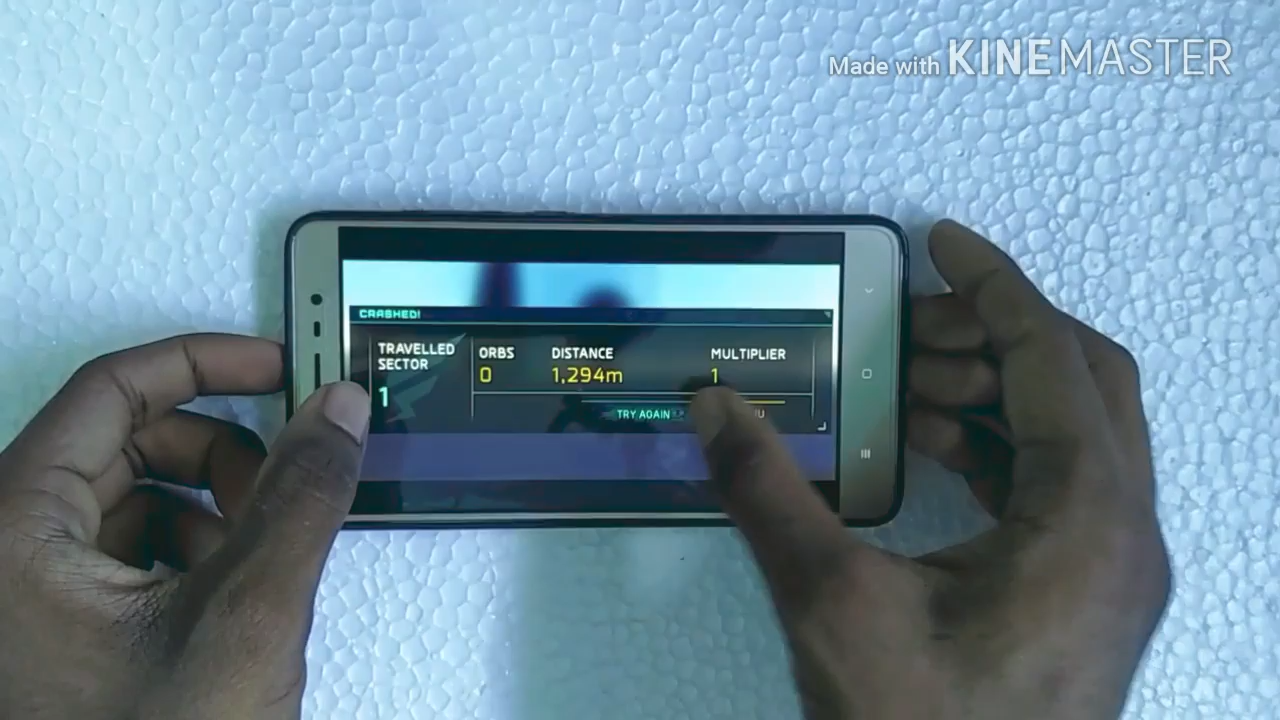 Made with KINEMASTER
CRASHED!
TRAVELLED
SECTOR
1
ORBS
0
DISTANCE
1,294m
MULTIPLIER
1
TRY AGAIN